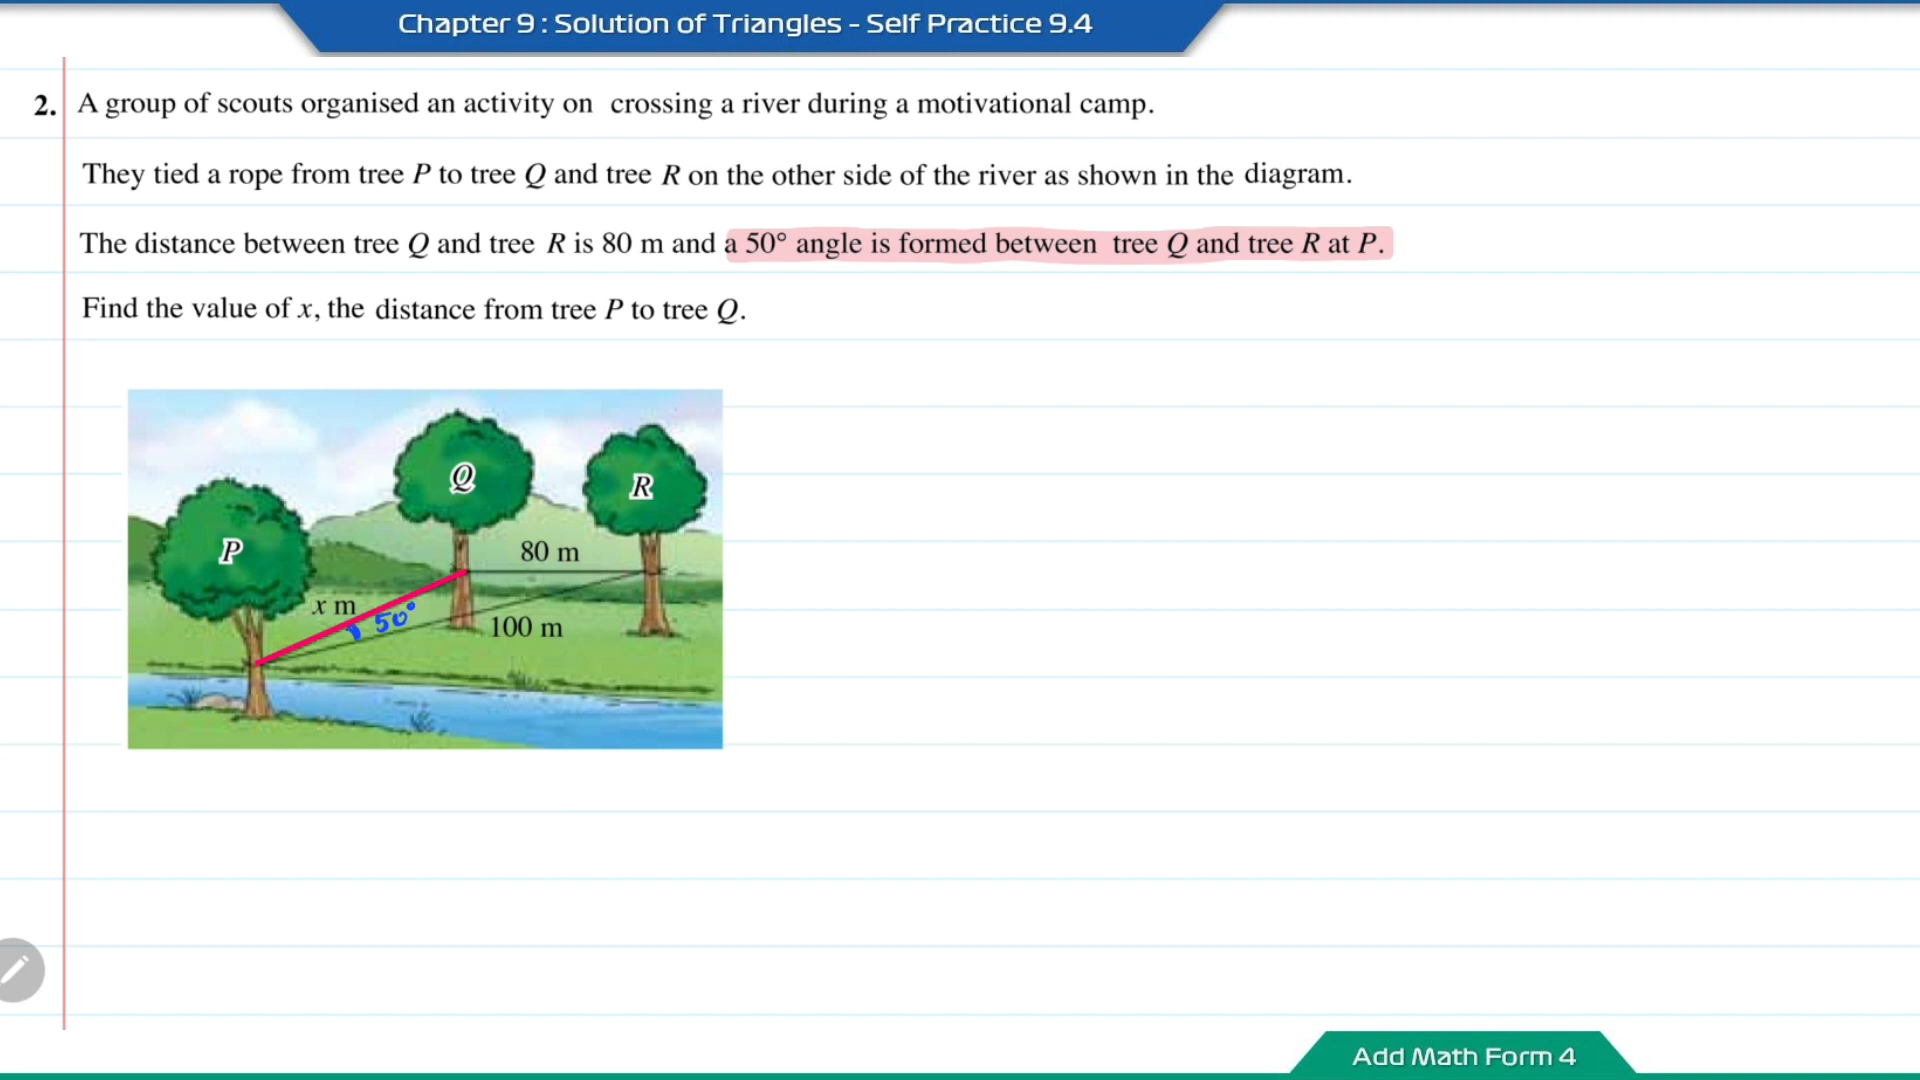 Chapter 9 : Solution of Triangles - Self Practice 9.4
2. A group of scouts organised an activity on crossing a river during a motivational camp.
They tied a rope from tree P to tree Q and tree R on the other side of the river as shown in the diagram.
The distance between tree Q and tree R is 80 m and a 50° angle is formed between tree Q and tree R at P.
Find the value of x, the distance from tree P to tree Q.
Q
R
P
80 m
x m
50°
100 m
Add Math Form 4